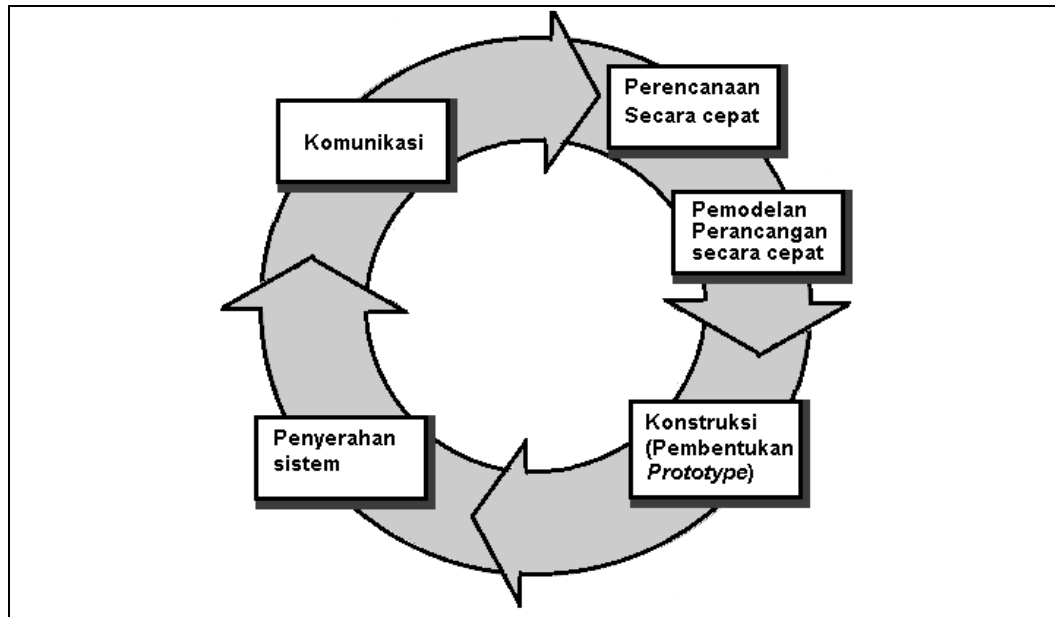 Komunikasi
Perencanaan
Secara cepat
Pemodelan
Perancangan
secara cepat
Konstruksi
(Pembentukan
Prototype)
Penyerahan
sistem